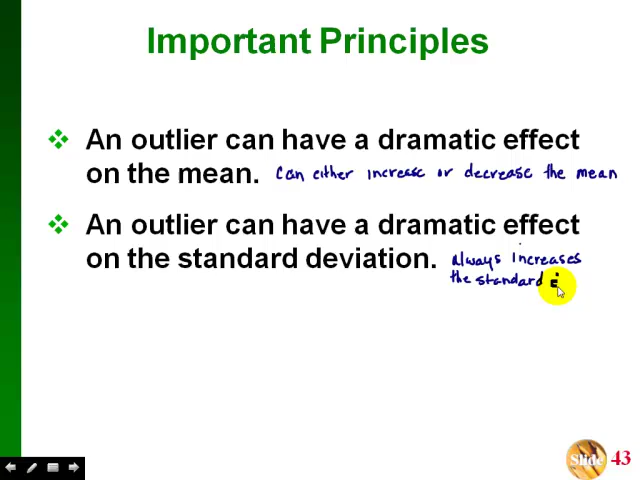 Important Principles
An outlier can have a dramatic effect
on the mean. Can either increase or decrease the mean
An outlier can have a dramatic effect
on the standard deviation. always increases
the standard
Slide 43